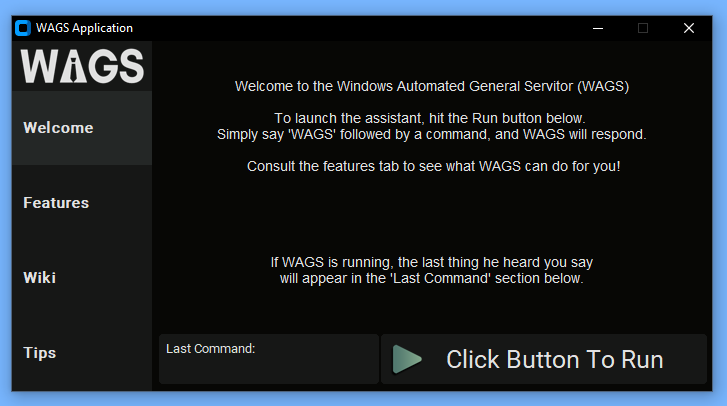 WAGS Application
WAGS
Welcome
Features
Wiki
Tips
Welcome to the Windows Automated General Servitor (WAGS)
To launch the assistant, hit the Run button below.
Simply say 'WAGS' followed by a command, and WAGS will respond.
Consult the features tab to see what WAGS can do for you!
If WAGS is running, the last thing he heard you say
will appear in the 'Last Command' section below.
Last Command:
Click Button To Run